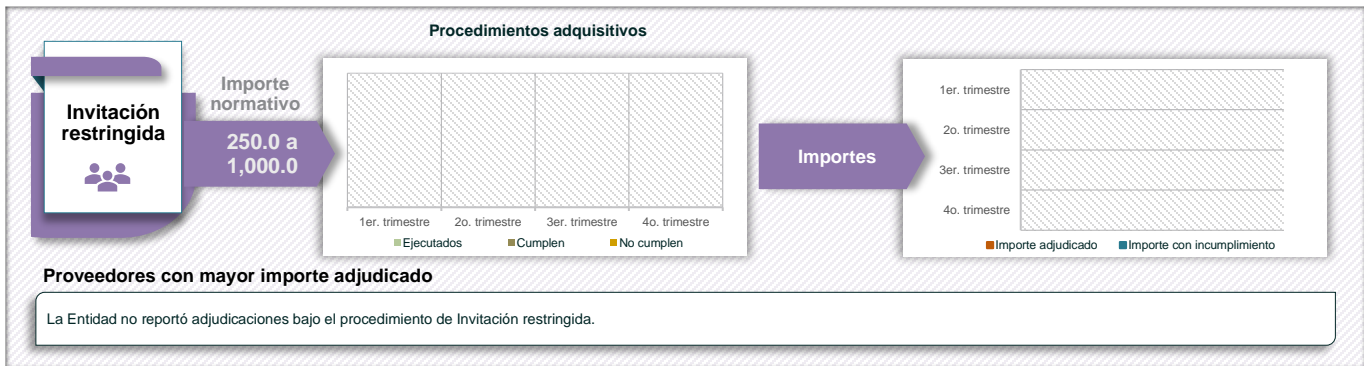 Procedimientos adquisitivos
Invitación
restringida
Importe
normativo
250.0 a
1,000.0
1er. trimestre
2o. trimestre
3er. trimestre
4o. trimestre
Ejecutados
Cumplen
No cumplen
Importes
1er. trimestre
2o. trimestre
3er. trimestre
4o. trimestre
Importe adjudicado
Importe con incumplimiento
Proveedores con mayor importe adjudicado
La Entidad no reportó adjudicaciones bajo el procedimiento de Invitación restringida.